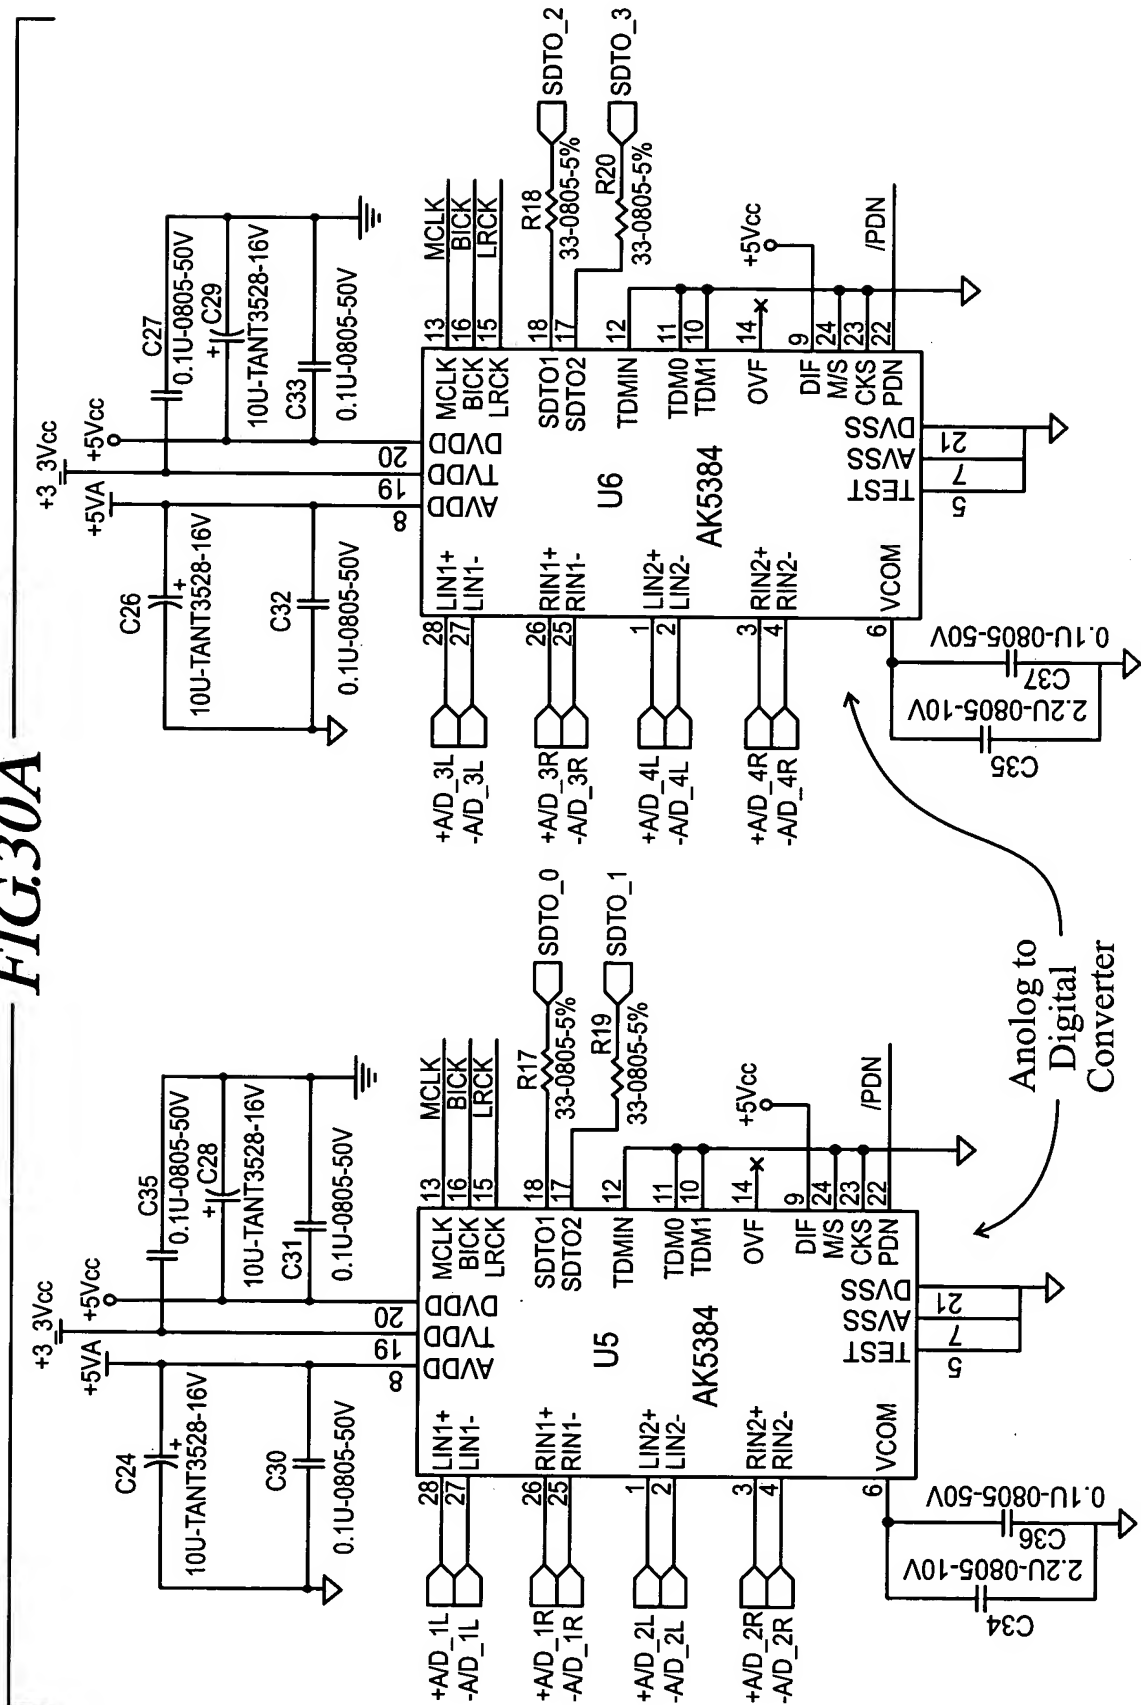 FIG.30A
+3_3Vcc
+5VA
+5Vcc
C35
0.1U-0805-50V
C28
+
10U-TANT3528-16V
C31
0.1U-0805-50V
C24
+
10U-TANT3528-16V
C30
0.1U-0805-50V
8
19
20
AVDD
TVDD
DVDD
+A/D_1L
-A/D_1L
28
27
LIN1+
LIN1-
+A/D_1R
-A/D_1R
26
25
RIN1+
RIN1-
+A/D_2L
-A/D_2L
1
2
LIN2+
LIN2-
+A/D_2R
-A/D_2R
3
4
RIN2+
RIN2-
6
VCOM
U5
AK5384
MCLK
13
MCLK
BICK
16
BICK
LRCK
15
LRCK
SDTO1
18
R17
33-0805-5%
SDTO_0
SDTO2
17
R19
33-0805-5%
SDTO_1
TDMIN
12
TDM0
11
TDM1
10
OVF
14
DIF
9
+5Vcc
M/S
24
CKS
23
PDN
22
/PDN
TEST
AVSS
DVSS
5
7
21
C34
2.2U-0805-10V
C36
0.1U-0805-50V
Anolog to
Digital
Converter
+3_3Vcc
+5VA
+5Vcc
C27
0.1U-0805-50V
C29
+
10U-TANT3528-16V
C33
0.1U-0805-50V
C26
+
10U-TANT3528-16V
C32
0.1U-0805-50V
8
19
20
AVDD
TVDD
DVDD
+A/D_3L
-A/D_3L
28
27
LIN1+
LIN1-
+A/D_3R
-A/D_3R
26
25
RIN1+
RIN1-
+A/D_4L
-A/D_4L
1
2
LIN2+
LIN2-
+A/D_4R
-A/D_4R
3
4
RIN2+
RIN2-
6
VCOM
U6
AK5384
MCLK
13
MCLK
BICK
16
BICK
LRCK
15
LRCK
SDTO1
18
R18
33-0805-5%
SDTO_2
SDTO2
17
R20
33-0805-5%
SDTO_3
TDMIN
12
TDM0
11
TDM1
10
OVF
14
DIF
9
+5Vcc
M/S
24
CKS
23
PDN
22
/PDN
TEST
AVSS
DVSS
5
7
21
C35
2.2U-0805-10V
C37
0.1U-0805-50V